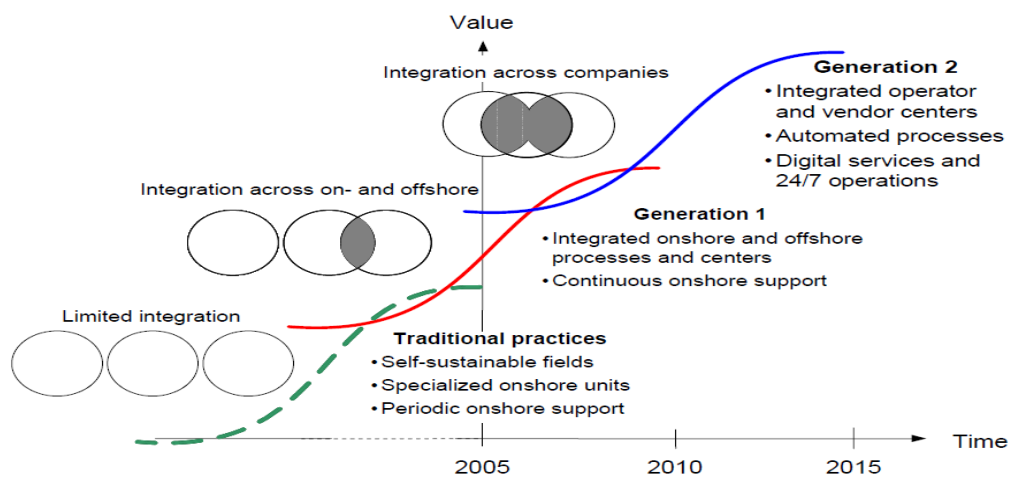 Value
Integration across companies
Generation 2
• Integrated operator
and vendor centers
• Automated processes
• Digital services and
24/7 operations
Integration across on- and offshore
Generation 1
• Integrated onshore and offshore
processes and centers
• Continuous onshore support
Limited integration
Traditional practices
• Self-sustainable fields
• Specialized onshore units
• Periodic onshore support
Time
2005
2010
2015